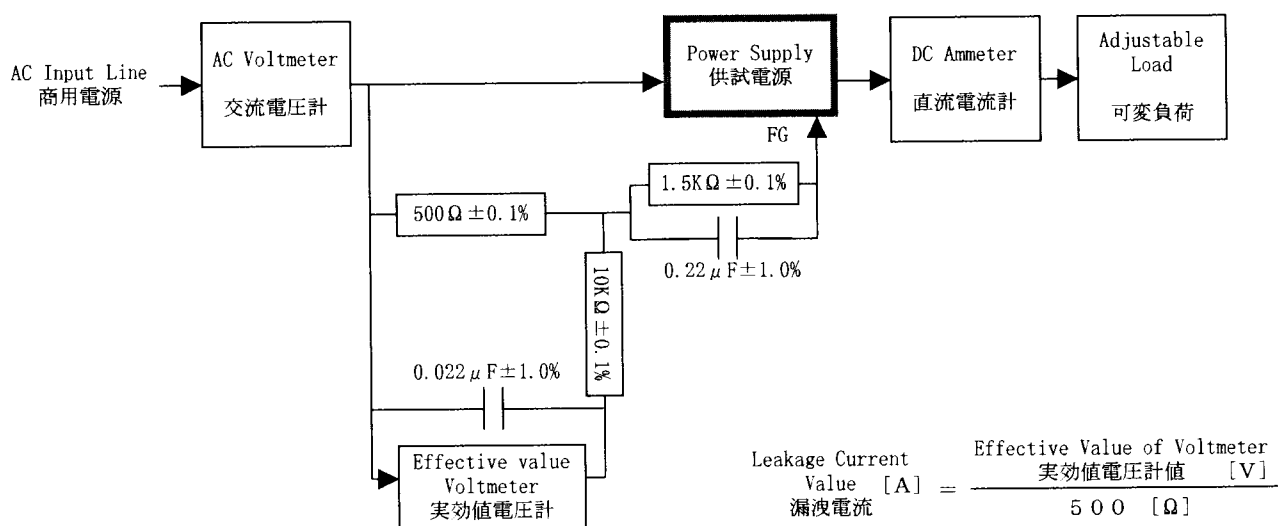 AC Input Line
商用電源
AC Voltmeter
交流電圧計
Power Supply
供試電源
DC Ammeter
直流電流計
Adjustable
Load
可変負荷
FG
500Ω±0.1%
1.5KΩ±0.1%
0.22μF±1.0%
10KΩ±0.1%
0.022μF±1.0%
Effective value
Voltmeter
実効値電圧計
Leakage Current
Value [A]
漏洩電流
=
Effective Value of Voltmeter
実効値電圧計値 [V]
500 [Ω]